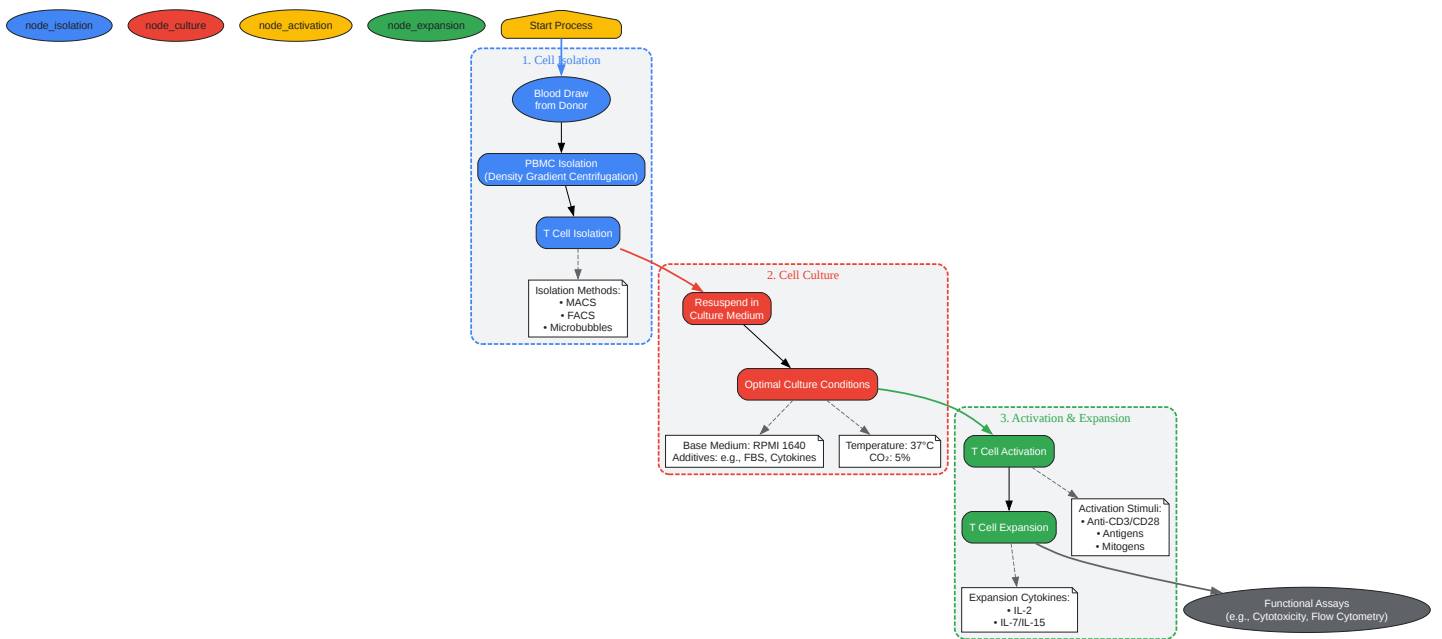 node_isolation
node_culture
node_activation
node_expansion
Start Process
1. Cell Isolation
Blood Draw
from Donor
PBMC Isolation
(Density Gradient Centrifugation)
T Cell Isolation
Isolation Methods:
• MACS
• FACS
• Microbubbles
2. Cell Culture
Resuspend in
Culture Medium
Optimal Culture Conditions
Base Medium: RPMI 1640
Additives: e.g., FBS, Cytokines
Temperature: 37°C
CO₂: 5%
3. Activation & Expansion
T Cell Activation
Activation Stimuli:
• Anti-CD3/CD28
• Antigens
• Mitogens
T Cell Expansion
Expansion Cytokines:
• IL-2
• IL-7/IL-15
Functional Assays
(e.g., Cytotoxicity, Flow Cytometry)